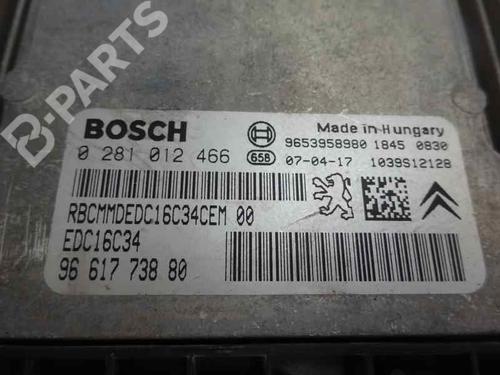 B-PARTS
BOSCH
Made in Hungary
9653958980 1845 0830
0 281 012 466
658
07-04-17 1039S12128
RBCMMDEDC16C34CEM 00
EDC16C34
96 617 738 80